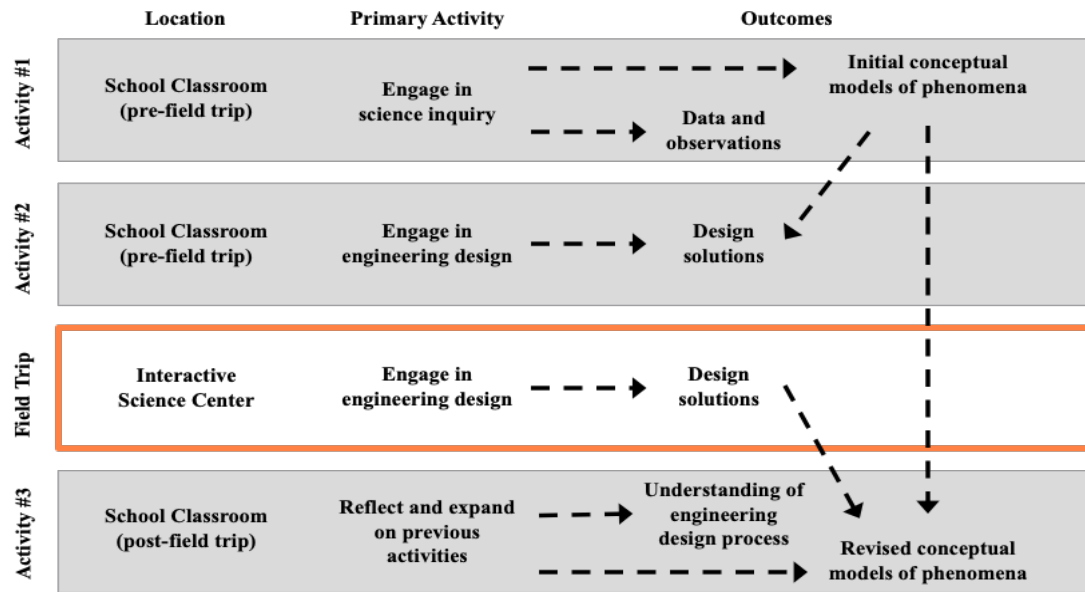 Location
Primary Activity
Outcomes
Activity #1
School Classroom
(pre-field trip)
Engage in
science inquiry
Initial conceptual
models of phenomena
Data and
observations
Activity #2
School Classroom
(pre-field trip)
Engage in
engineering design
Design
solutions
Field Trip
Interactive
Science Center
Engage in
engineering design
Design
solutions
Activity #3
School Classroom
(post-field trip)
Reflect and expand
on previous
activities
Understanding of
engineering
design process
Revised conceptual
models of phenomena